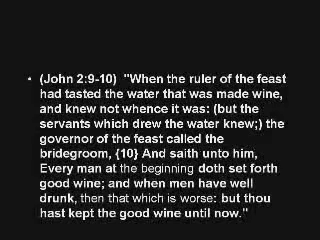 • (John 2:9-10) "When the ruler of the feast
had tasted the water that was made wine,
and knew not whence it was: (but the
servants which drew the water knew;) the
governor of the feast called the
bridegroom, {10} And saith unto him,
Every man at the beginning doth set forth
good wine; and when men have well
drunk, then that which is worse: but thou
hast kept the good wine until now."